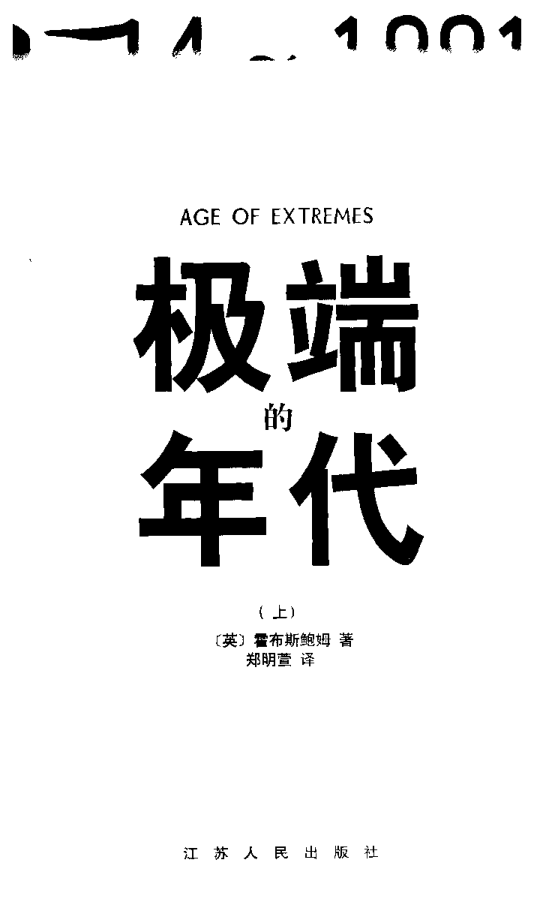 AGE OF EXTREMES
极端
的
年代
(上)
〔英〕霍布斯鲍姆 著
郑明萱 译
江苏人民出版社